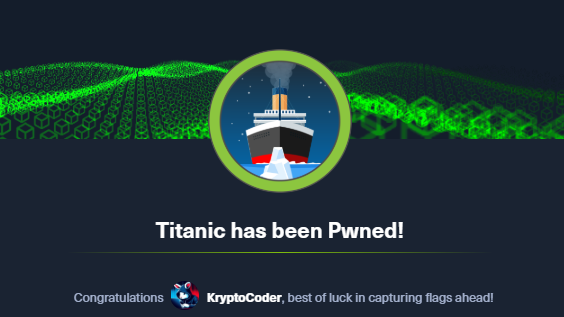 Titanic has been Pwned!
Congratulations KryptoCoder, best of luck in capturing flags ahead!